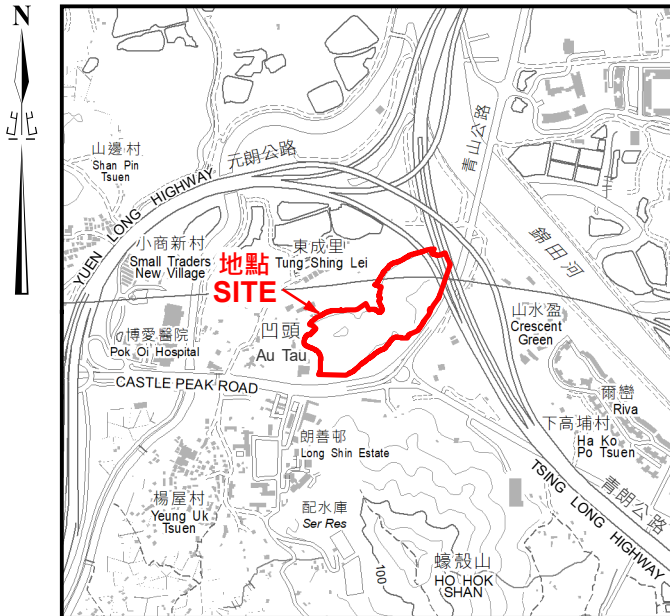 N
山邊村
Shan Pin
Tsuen
元朗公路
YUEN LONG HIGHWAY
青山公路
錦田河
小商新村
Small Traders
New Village
東成里
Tung Shing Lei
地點
SITE
凹頭
Au Tau
博愛醫院
Pok Oi Hospital
CASTLE PEAK ROAD
山水盈
Crescent
Green
爾巒
Riva
下高埔村
Ha Ko
Po Tsuen
朗善邨
Long Shin Estate
楊屋村
Yeung Uk
Tsuen
配水庫
Ser Res
青朗公路
TSING LONG HIGHWAY
蠔殼山
HO HOK
SHAN
100